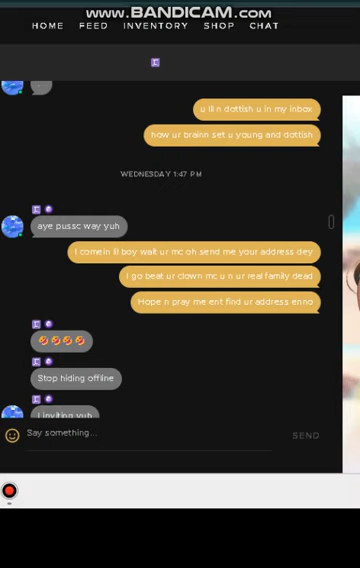 www.BANDICAM.com
HOME FEED INVENTORY SHOP CHAT
u lil n dottish u in my inbox
how ur brainn set u young and dottish
WEDNESDAY 1:47 PM
aye pussc way yuh
I comein lil boy wait ur mc oh send me your address dey
I go beat ur clown mc u n ur real family dead
Hope n pray me ent find ur address enno
🤣🤣🤣🤣
Stop hiding offline
I inviting yuh
Say something...
SEND